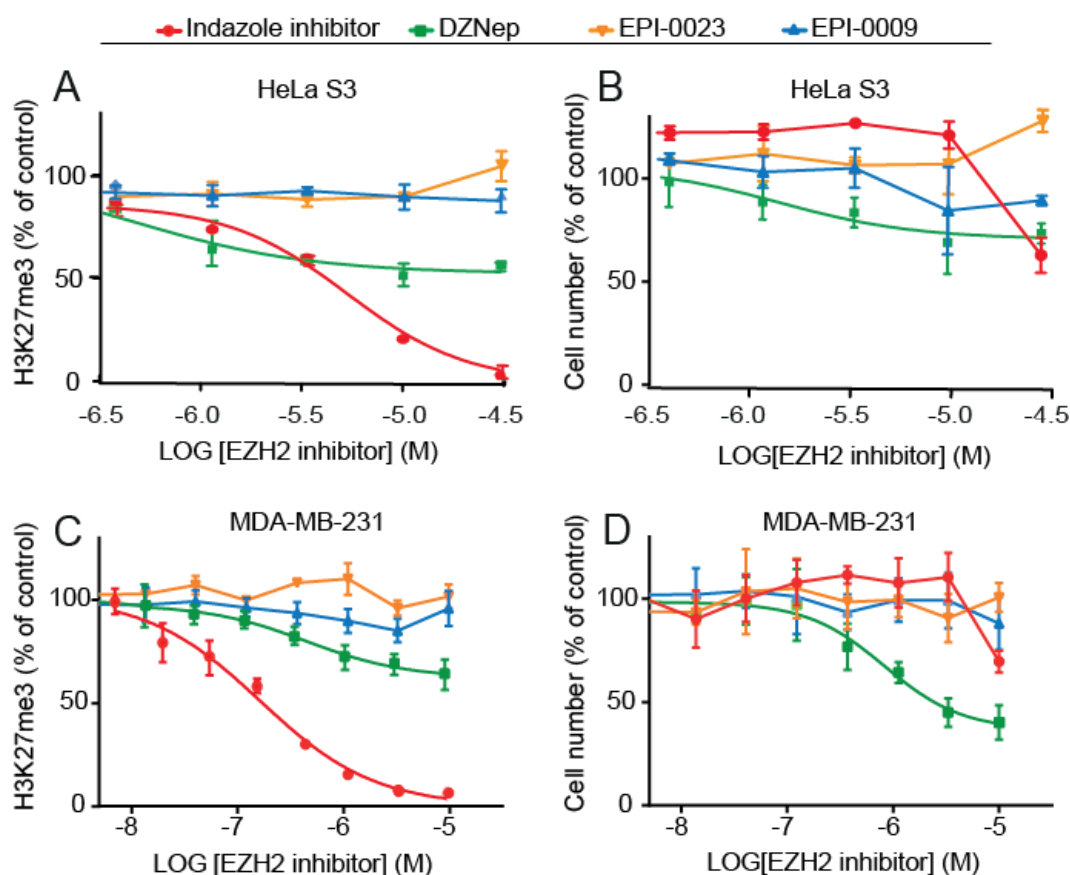 Indazole inhibitor DZNep EPI-0023 EPI-0009
A HeLa S3
H3K27me3 (% of control)
100
50
0
-6.5 -6.0 -5.5 -5.0 -4.5
LOG [EZH2 inhibitor] (M)
B HeLa S3
Cell number (% of control)
100
50
0
-6.5 -6.0 -5.5 -5.0 -4.5
LOG[EZH2 inhibitor] (M)
C MDA-MB-231
H3K27me3 (% of control)
100
50
0
-8 -7 -6 -5
LOG [EZH2 inhibitor] (M)
D MDA-MB-231
Cell number (% of control)
100
50
0
-8 -7 -6 -5
LOG[EZH2 inhibitor] (M)